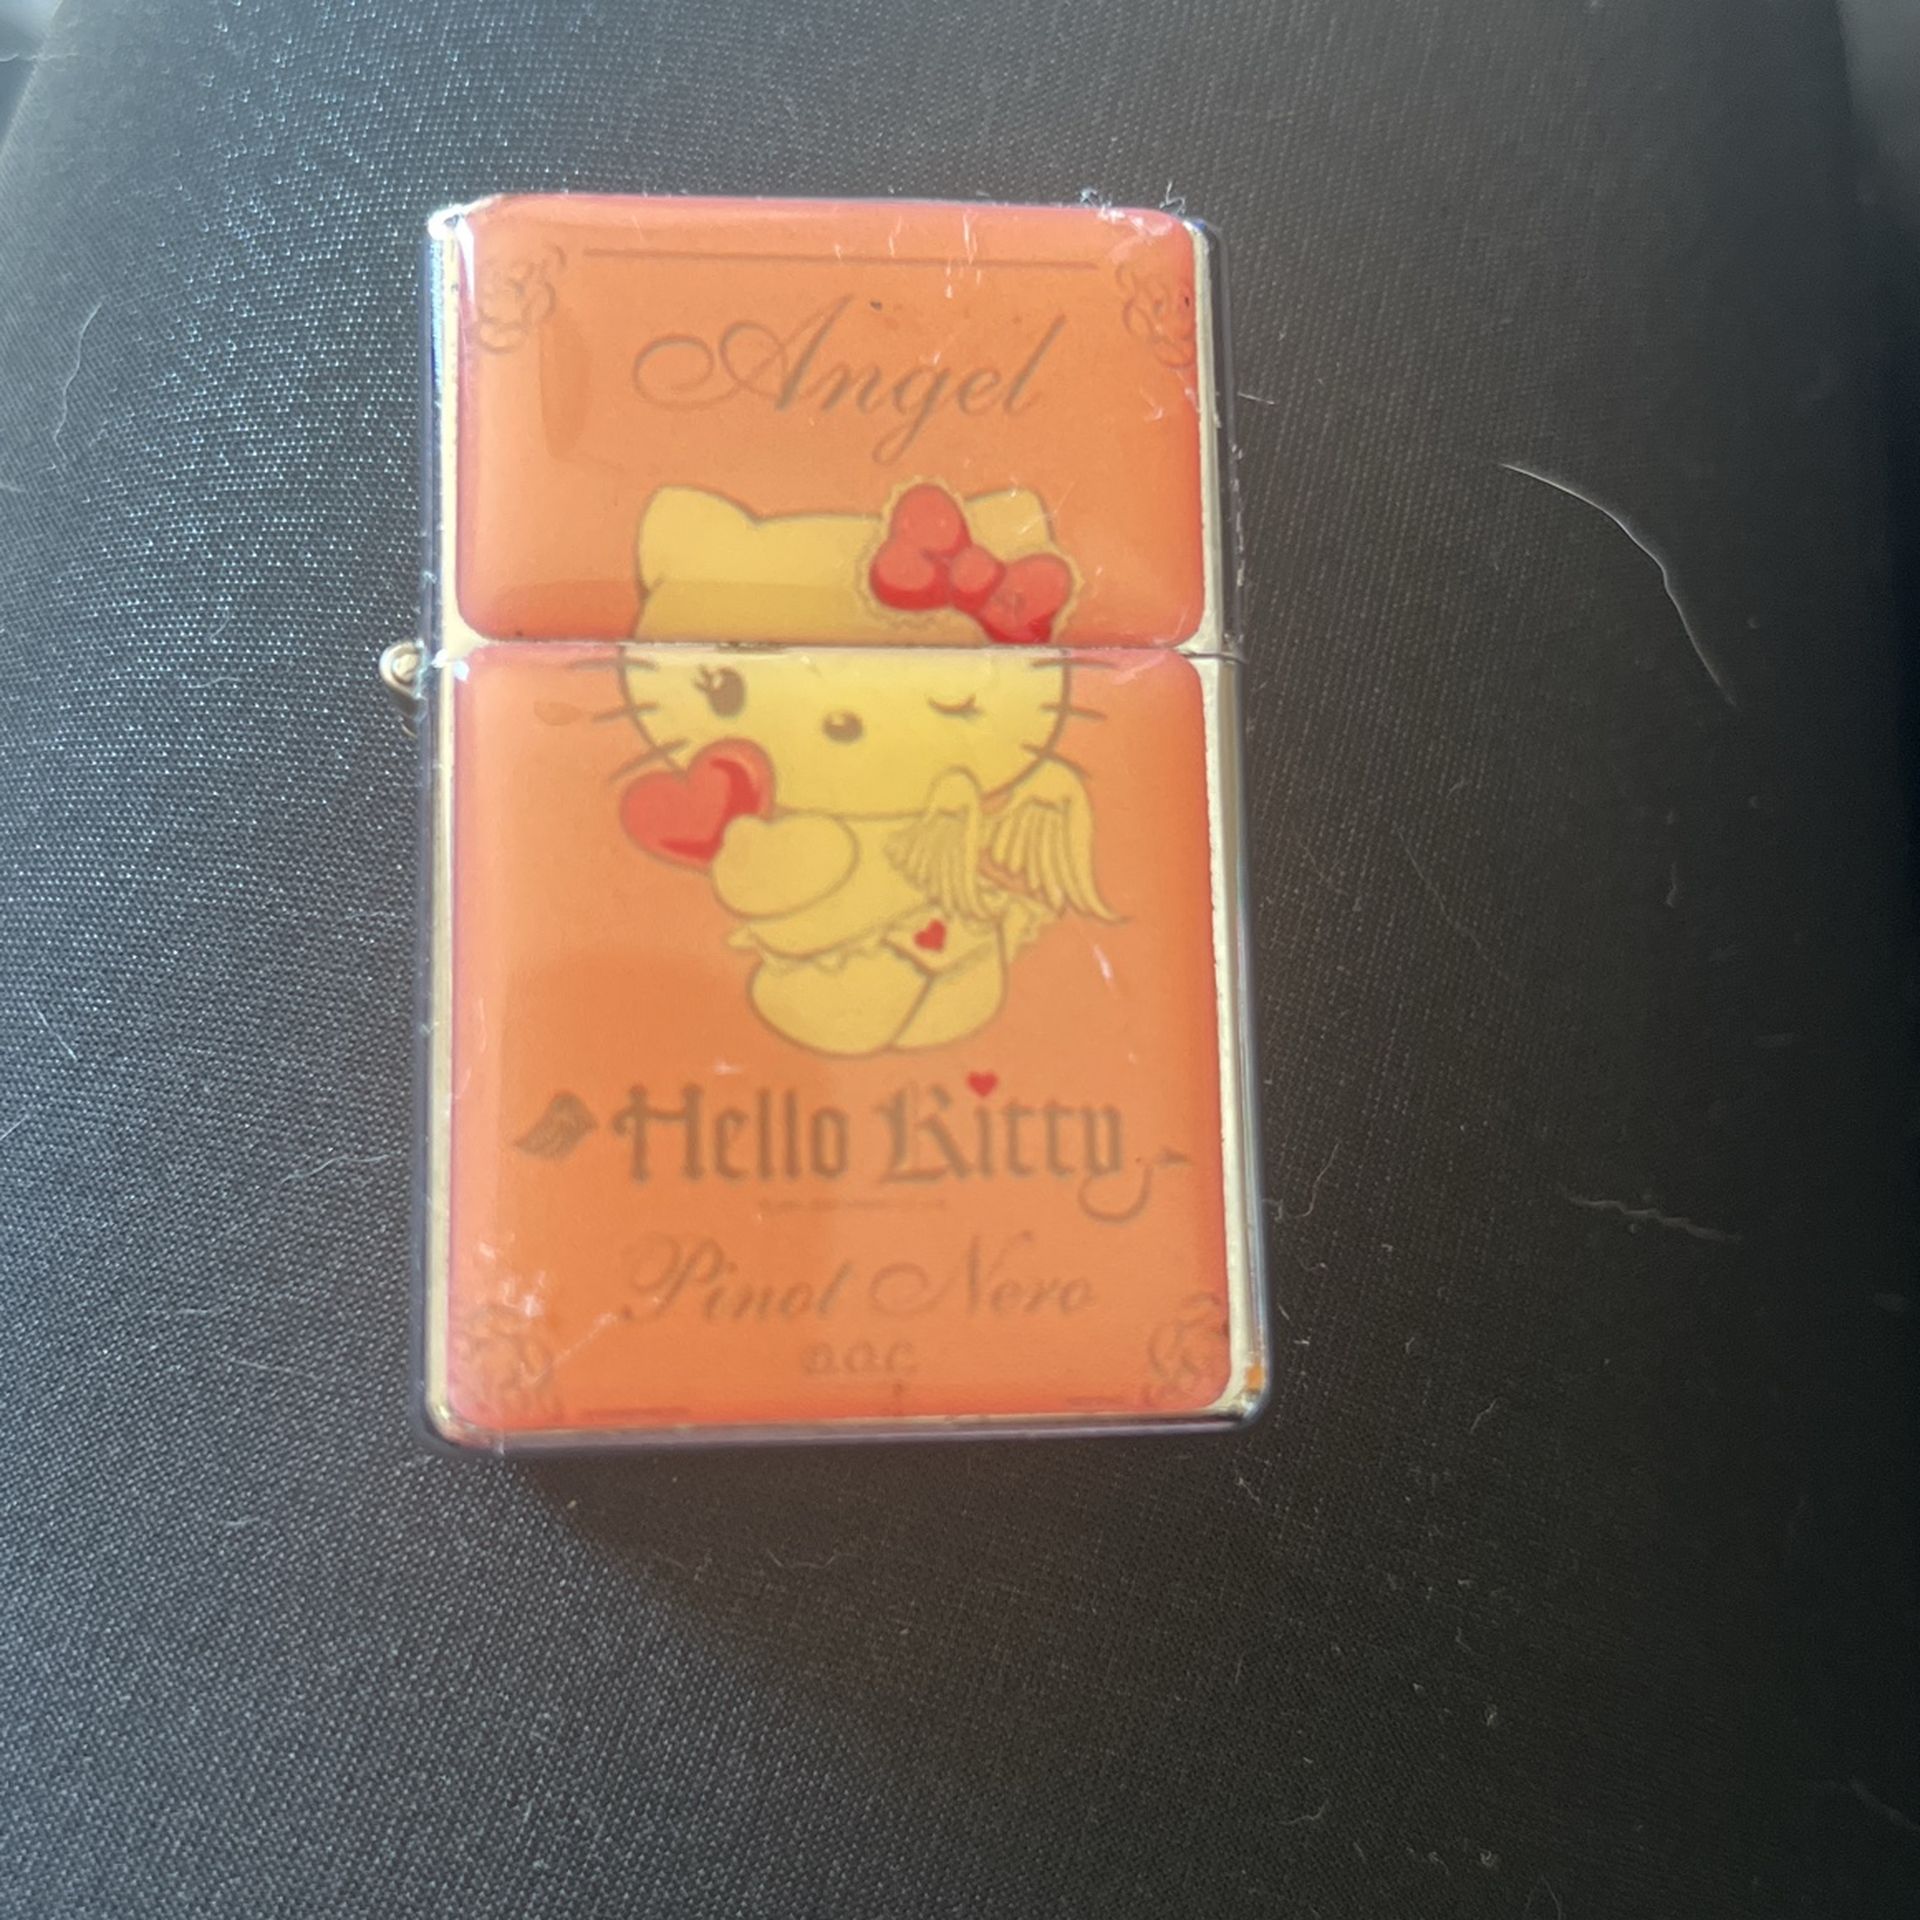 Angel
Hello Kitty
Pinot Nero
D.O.C.